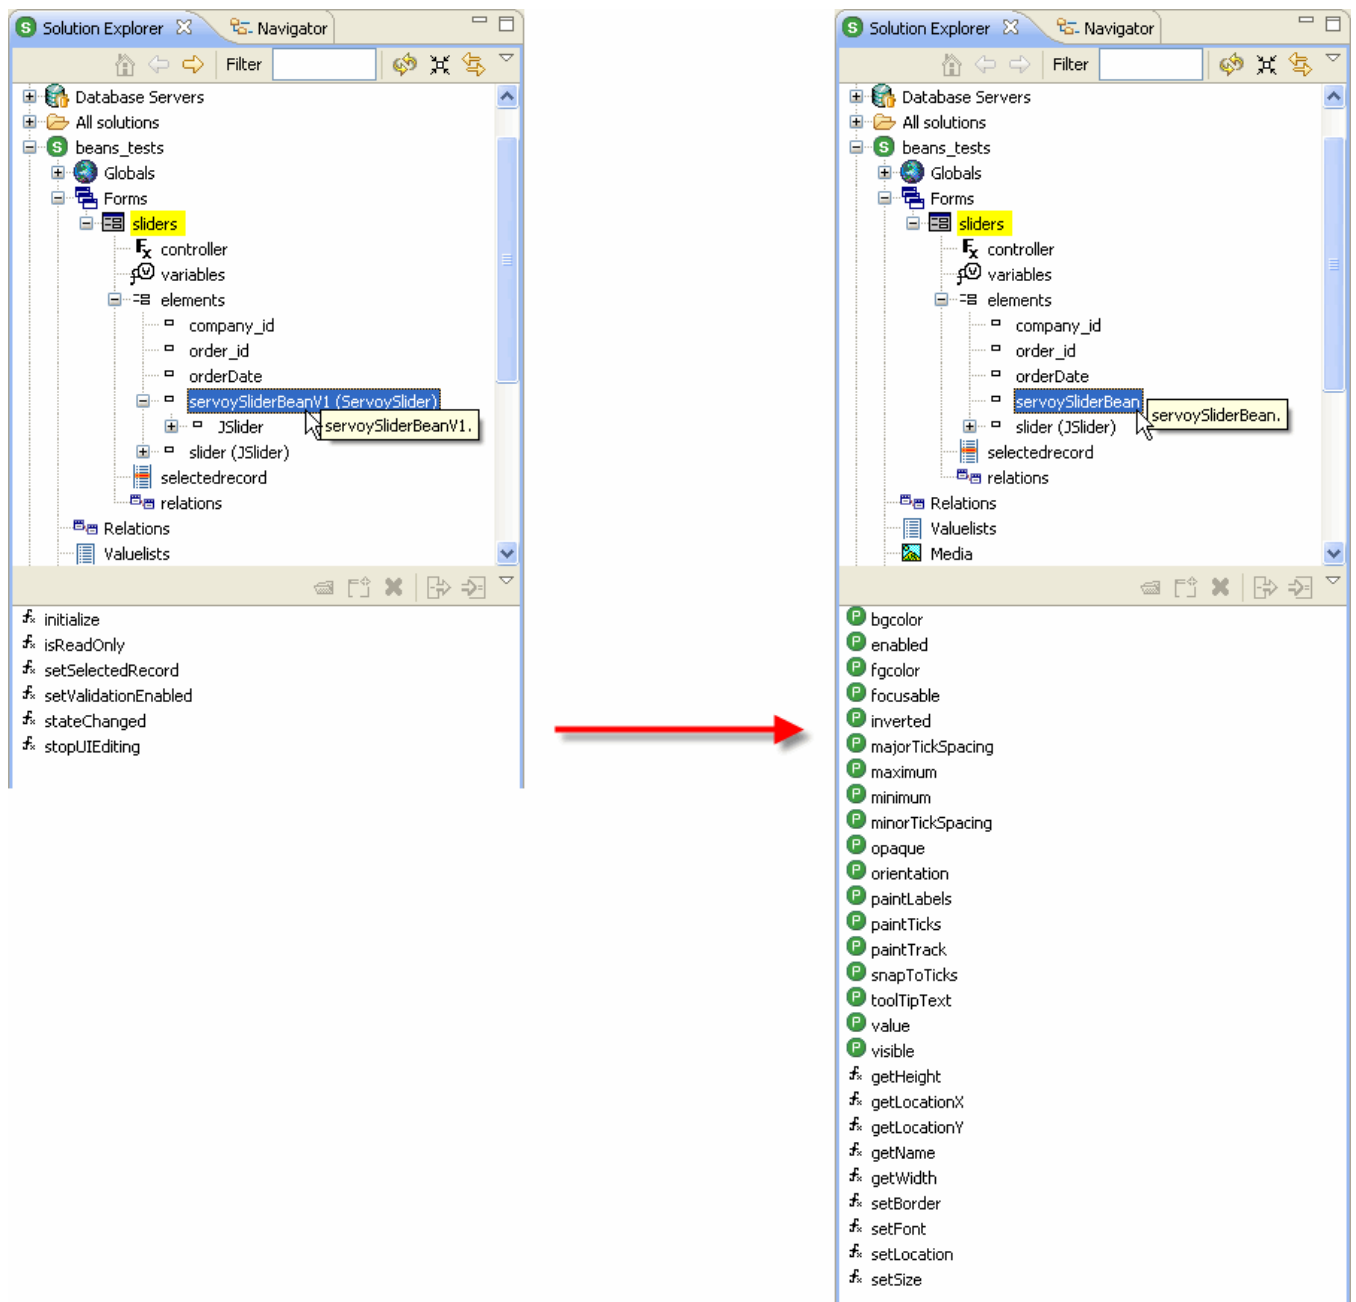 Solution Explorer
Navigator
Filter
Database Servers
All solutions
beans_tests
Globals
Forms
sliders
controller
variables
elements
company_id
order_id
orderDate
servoySliderBeanV1 (ServoySlider)
JSlider
servoySliderBeanV1.
slider (JSlider)
selectedrecord
relations
Relations
Valuelists
initialize
isReadOnly
setSelectedRecord
setValidationEnabled
stateChanged
stopUIEditing
Solution Explorer
Navigator
Filter
Database Servers
All solutions
beans_tests
Globals
Forms
sliders
controller
variables
elements
company_id
order_id
orderDate
servoySliderBean
servoySliderBean.
slider (JSlider)
selectedrecord
relations
Relations
Valuelists
Media
bgcolor
enabled
fgcolor
focusable
inverted
majorTickSpacing
maximum
minimum
minorTickSpacing
opaque
orientation
paintLabels
paintTicks
paintTrack
snapToTicks
toolTipText
value
visible
getHeight
getLocationX
getLocationY
getName
getWidth
setBorder
setFont
setLocation
setSize